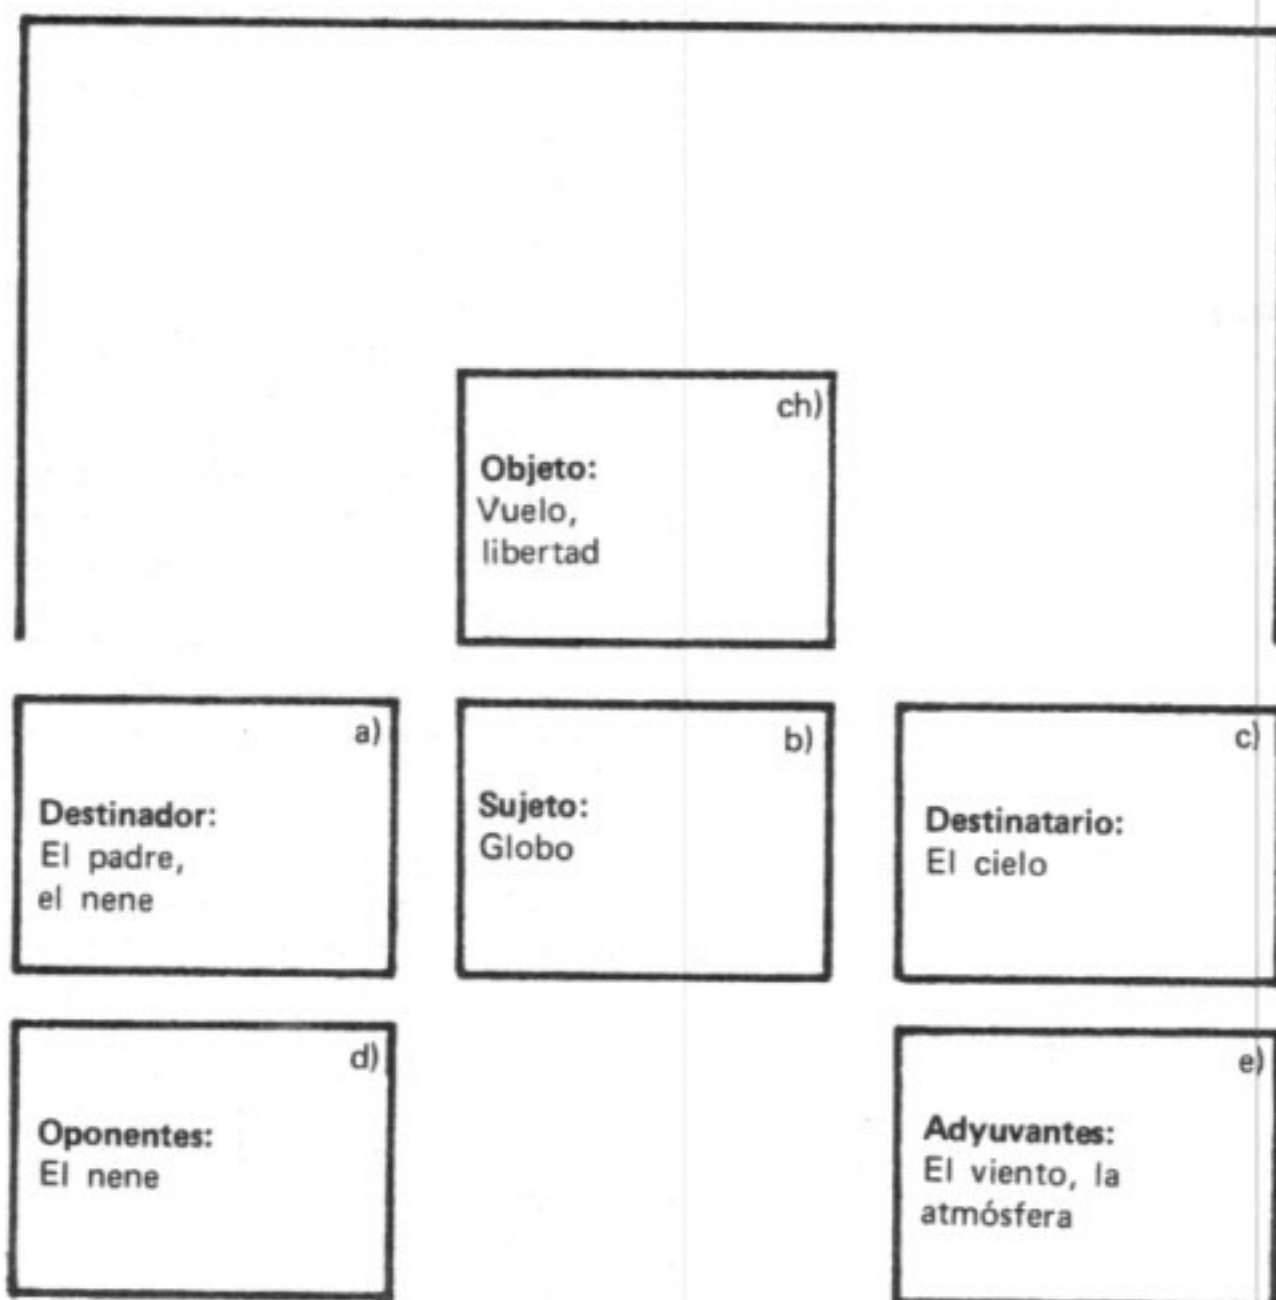 ch)
Objeto:
Vuelo,
libertad
a)
Destinador:
El padre,
el nene
b)
Sujeto:
Globo
c)
Destinatario:
El cielo
d)
Oponentes:
El nene
e)
Adyuvantes:
El viento, la
atmósfera